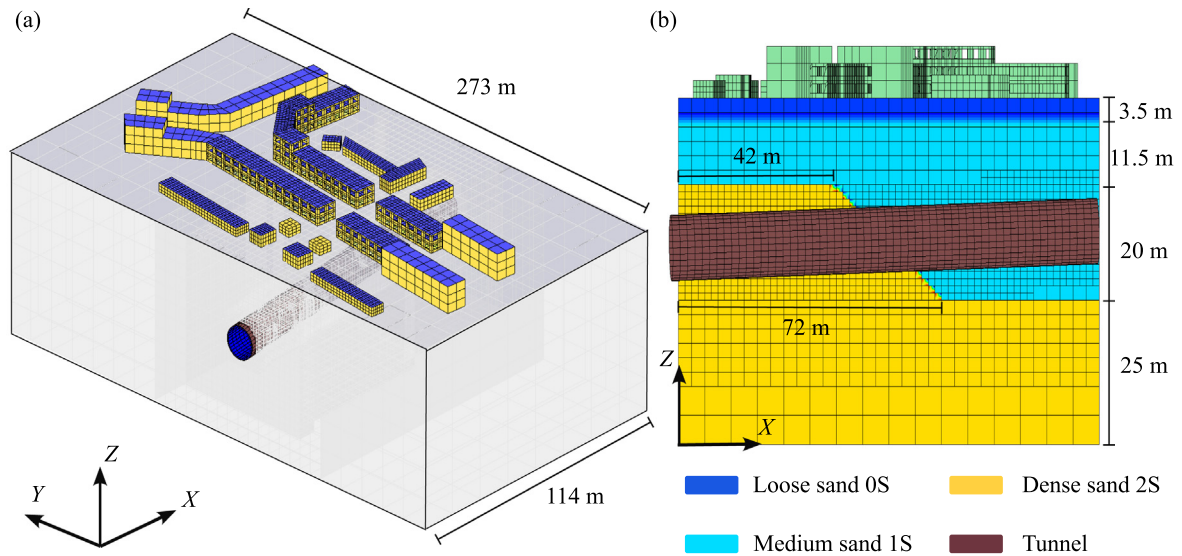 (a)
273 m
114 m
Z
Y
X
(b)
3.5 m
11.5 m
42 m
20 m
72 m
25 m
Z
X
Loose sand 0S
Dense sand 2S
Medium sand 1S
Tunnel